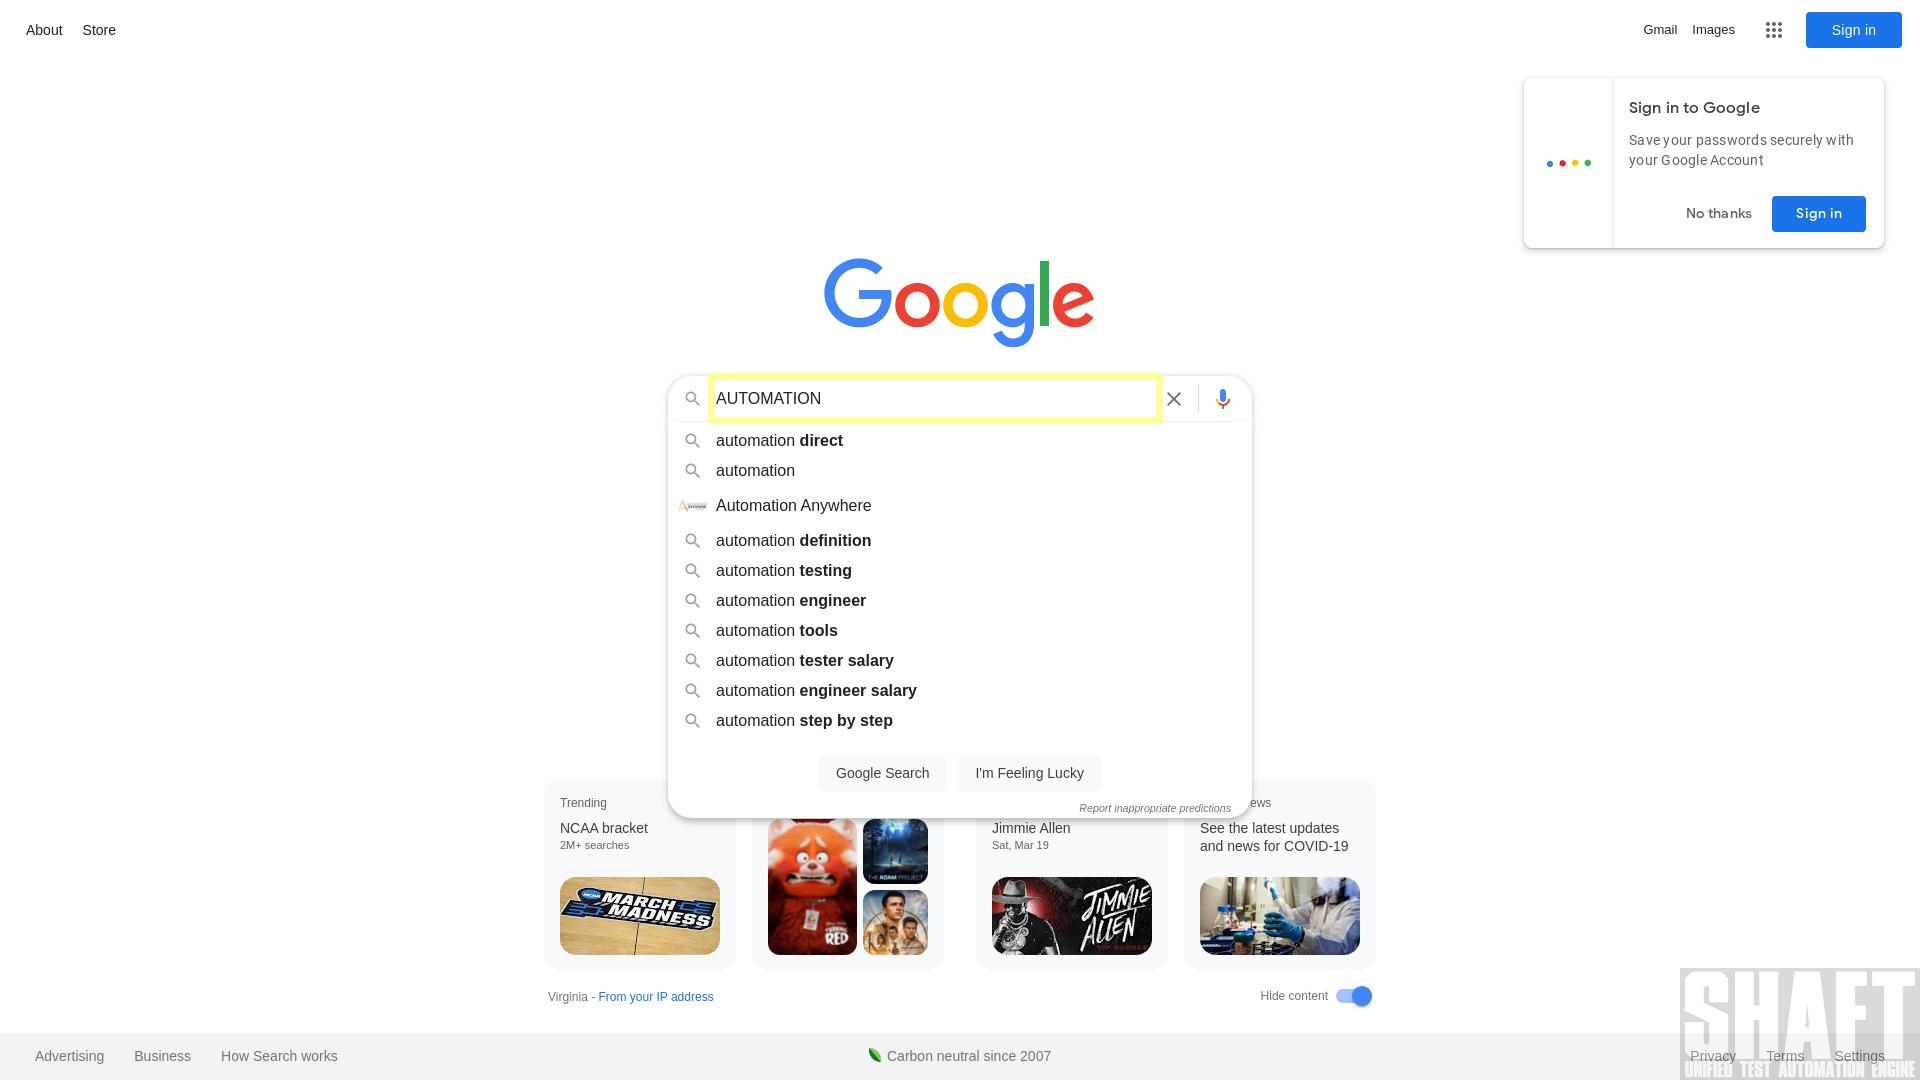 About
Store
Gmail
Images
Sign in
Sign in to Google
Save your passwords securely with
your Google Account
No thanks
Sign in
Google
AUTOMATION
automation direct
automation
Automation Anywhere
automation definition
automation testing
automation engineer
automation tools
automation tester salary
automation engineer salary
automation step by step
Google Search
I'm Feeling Lucky
Report inappropriate predictions
Trending
NCAA bracket
2M+ searches
MARCH
MADNESS
RED
THE ADAM PROJECT
Jimmie Allen
Sat, Mar 19
JIMMIE
ALLEN
ews
See the latest updates
and news for COVID-19
Virginia - From your IP address
Hide content
Advertising
Business
How Search works
Carbon neutral since 2007
Privacy
Terms
Settings
SHAFT
UNIFIED TEST AUTOMATION ENGINE